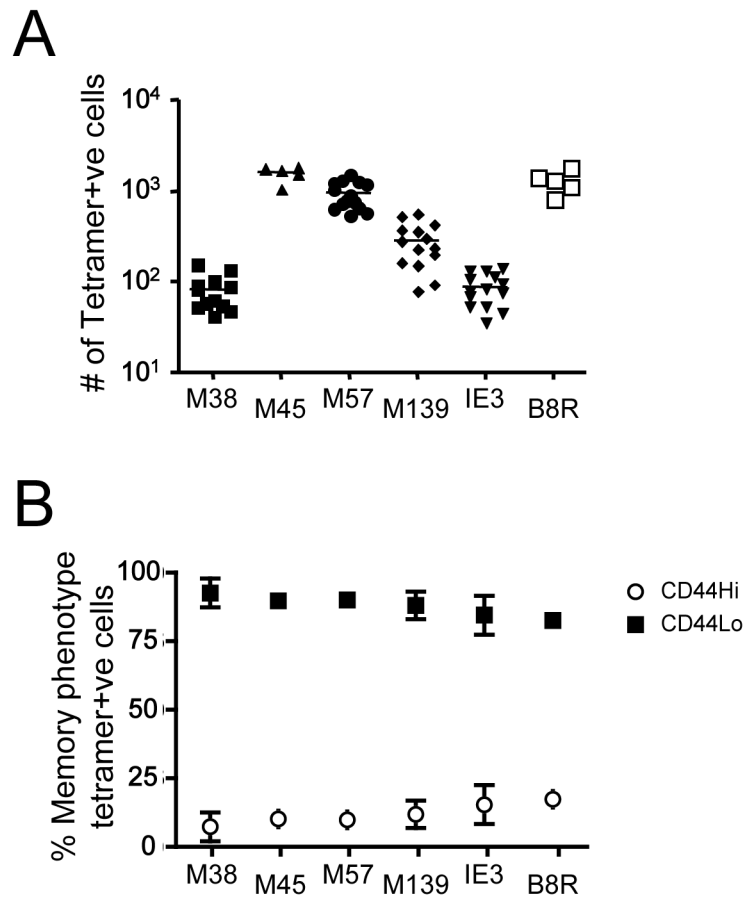 A
# of Tetramer+ve cells
10⁴
10³
10²
10¹
M38 M45 M57 M139 IE3 B8R
B
% Memory phenotype
tetramer+ve cells
100
75
50
25
0
M38 M45 M57 M139 IE3 B8R
CD44Hi
CD44Lo